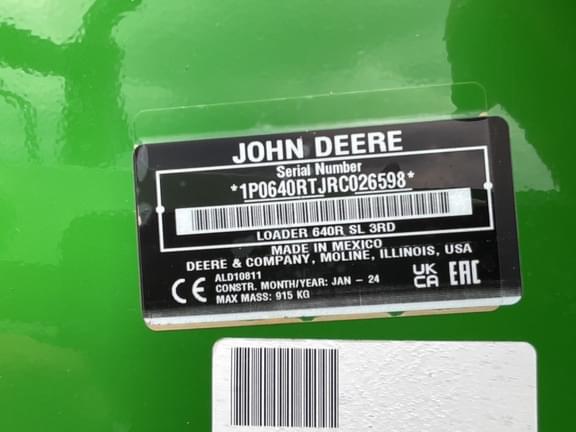 JOHN DEERE
Serial Number
*1P0640RTJRC026598*
LOADER 640R SL 3RD
MADE IN MEXICO
DEERE & COMPANY, MOLINE, ILLINOIS, USA
ALD10811
CONSTR. MONTH/YEAR: JAN - 24
MAX MASS: 915 KG
CE
UK
CA
EAC